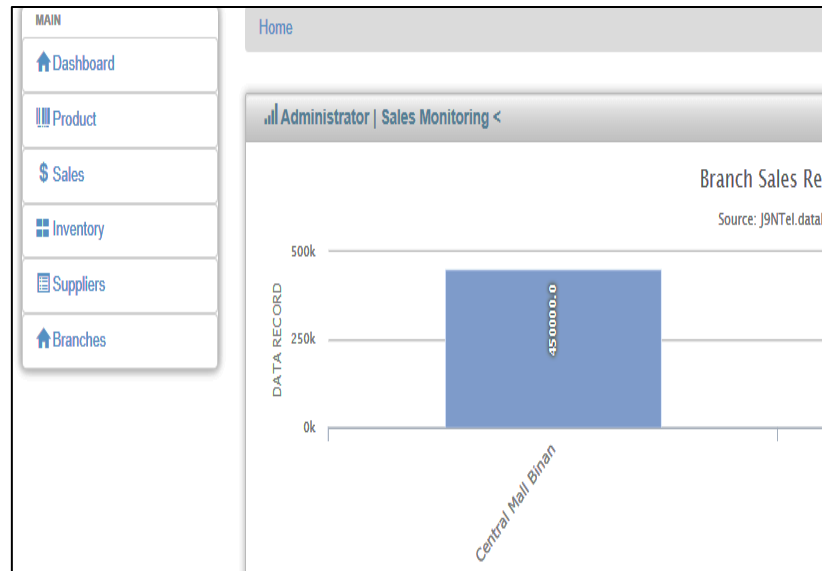 MAIN
Dashboard
Product
$ Sales
Inventory
Suppliers
Branches
Home
Administrator | Sales Monitoring <
Branch Sales Re
Source: J9NTel.datal
500k
250k
0k
DATA RECORD
450000.0
Central Mall Binan